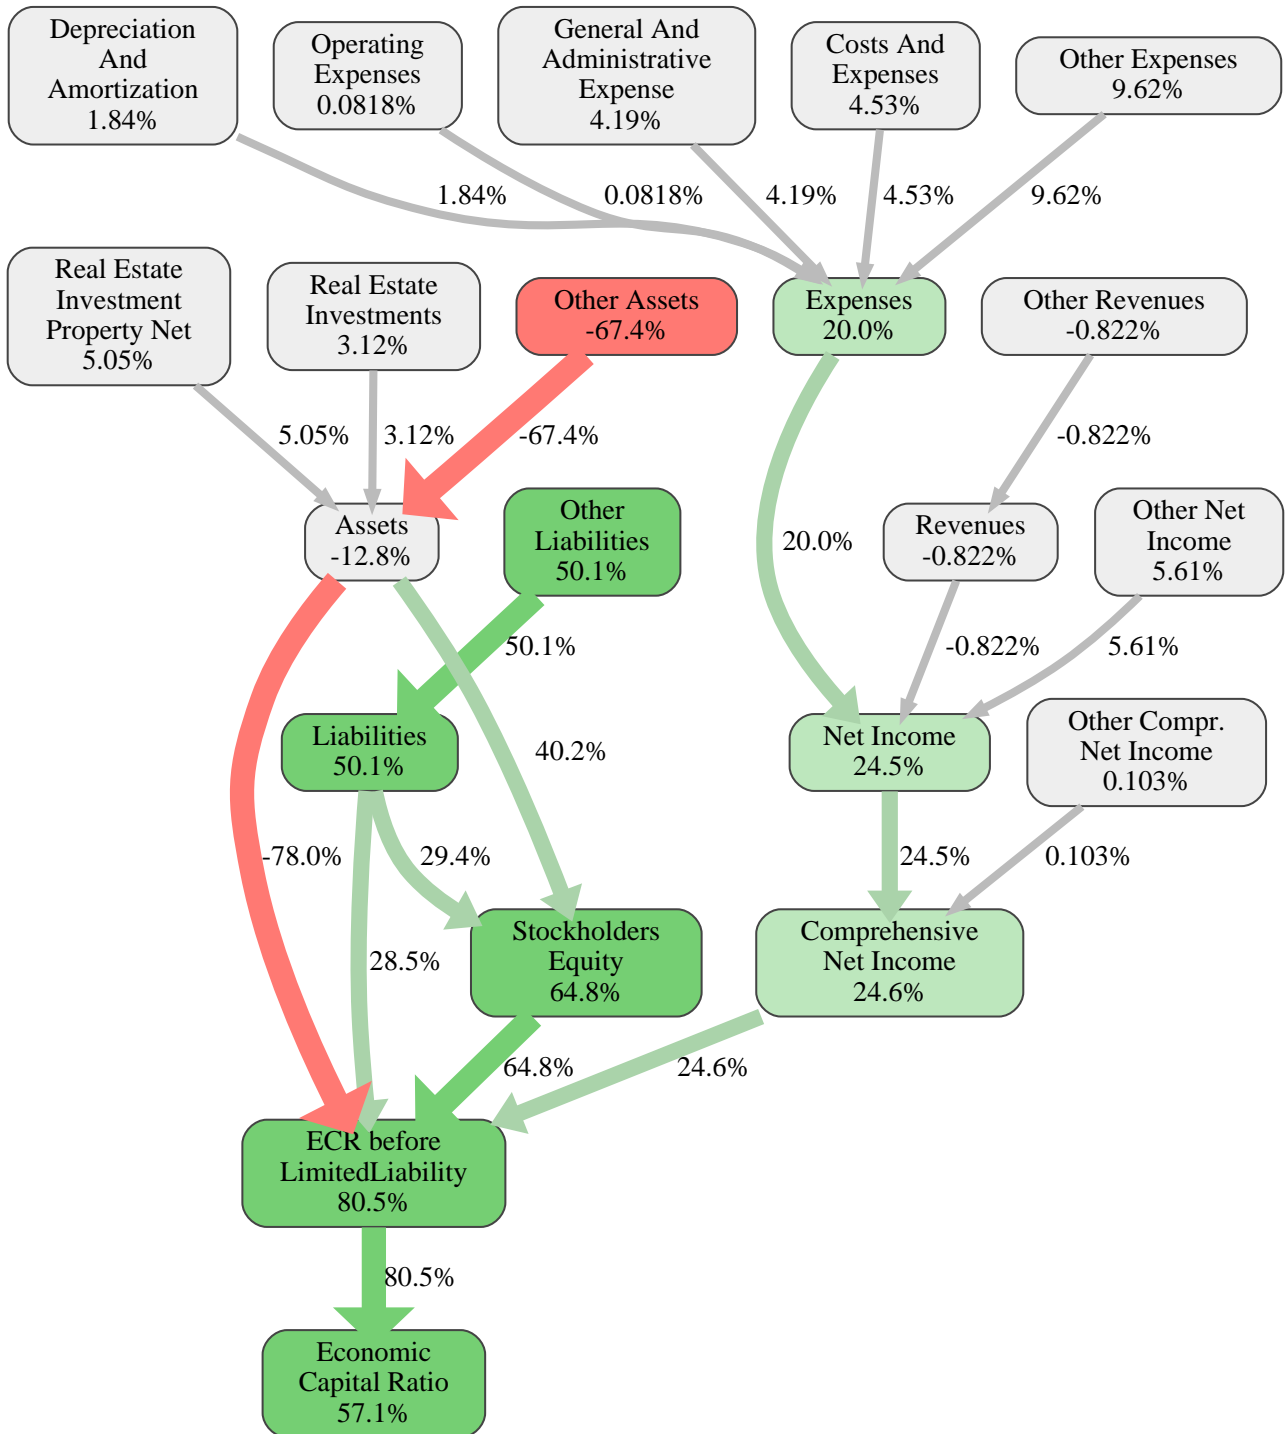 Depreciation
And
Amortization
1.84%
Operating
Expenses
0.0818%
General And
Administrative
Expense
4.19%
Costs And
Expenses
4.53%
Other Expenses
9.62%
1.84%
0.0818%
4.19%
4.53%
9.62%
Real Estate
Investment
Property Net
5.05%
Real Estate
Investments
3.12%
Other Assets
-67.4%
Expenses
20.0%
Other Revenues
-0.822%
5.05%
3.12%
-67.4%
-0.822%
Assets
-12.8%
Other
Liabilities
50.1%
20.0%
Revenues
-0.822%
Other Net
Income
5.61%
50.1%
-0.822%
5.61%
Liabilities
50.1%
40.2%
Net Income
24.5%
Other Compr.
Net Income
0.103%
-78.0%
29.4%
24.5%
0.103%
28.5%
Stockholders
Equity
64.8%
Comprehensive
Net Income
24.6%
64.8%
24.6%
ECR before
LimitedLiability
80.5%
80.5%
Economic
Capital Ratio
57.1%